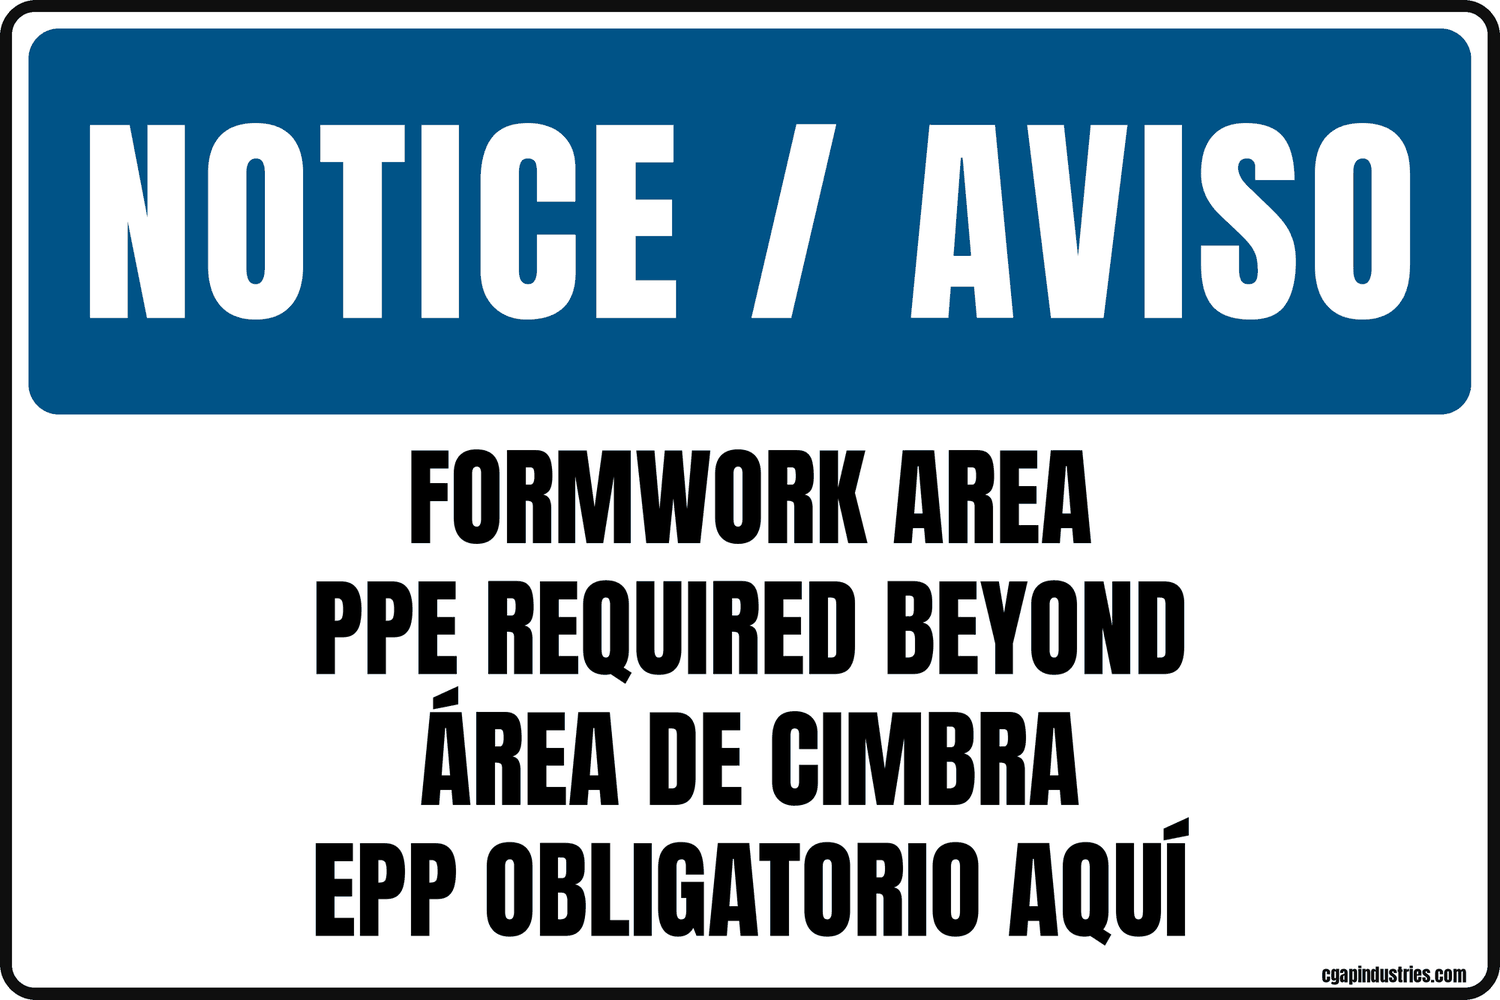 NOTICE / AVISO
FORMWORK AREA
PPE REQUIRED BEYOND
ÁREA DE CIMBRA
EPP OBLIGATORIO AQUÍ
cgapindustries.com